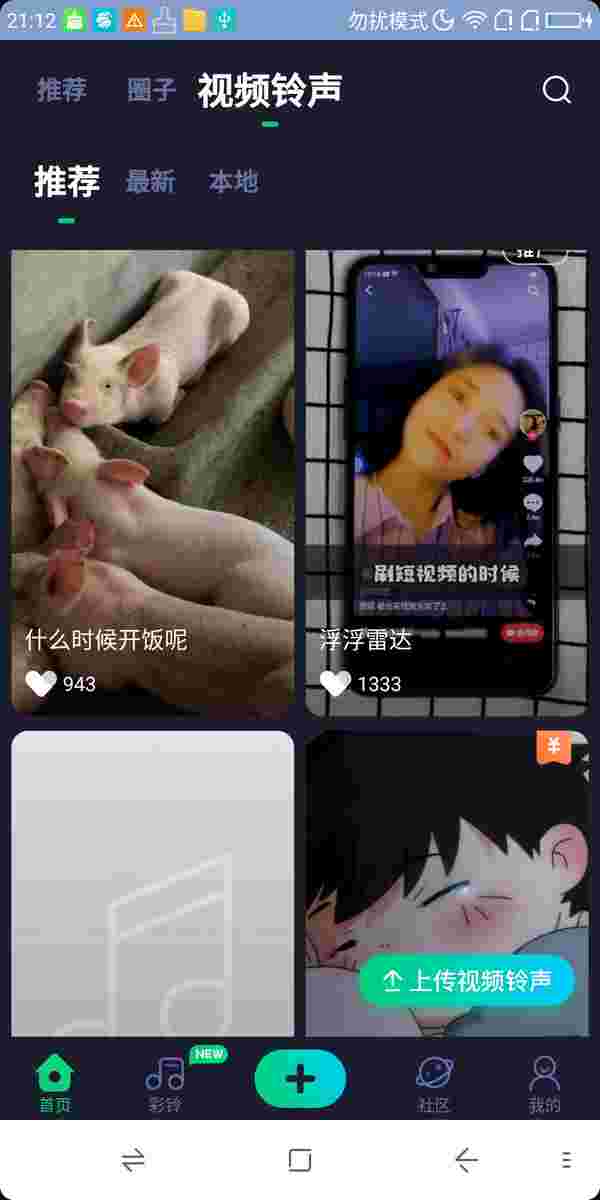 21:12 勿扰模式
推荐 圈子 视频铃声
推荐 最新 本地
刷短视频的时候
什么时候开饭呢
943
浮浮雷达
1333
¥
上传视频铃声
NEW
首页 彩铃 社区 我的